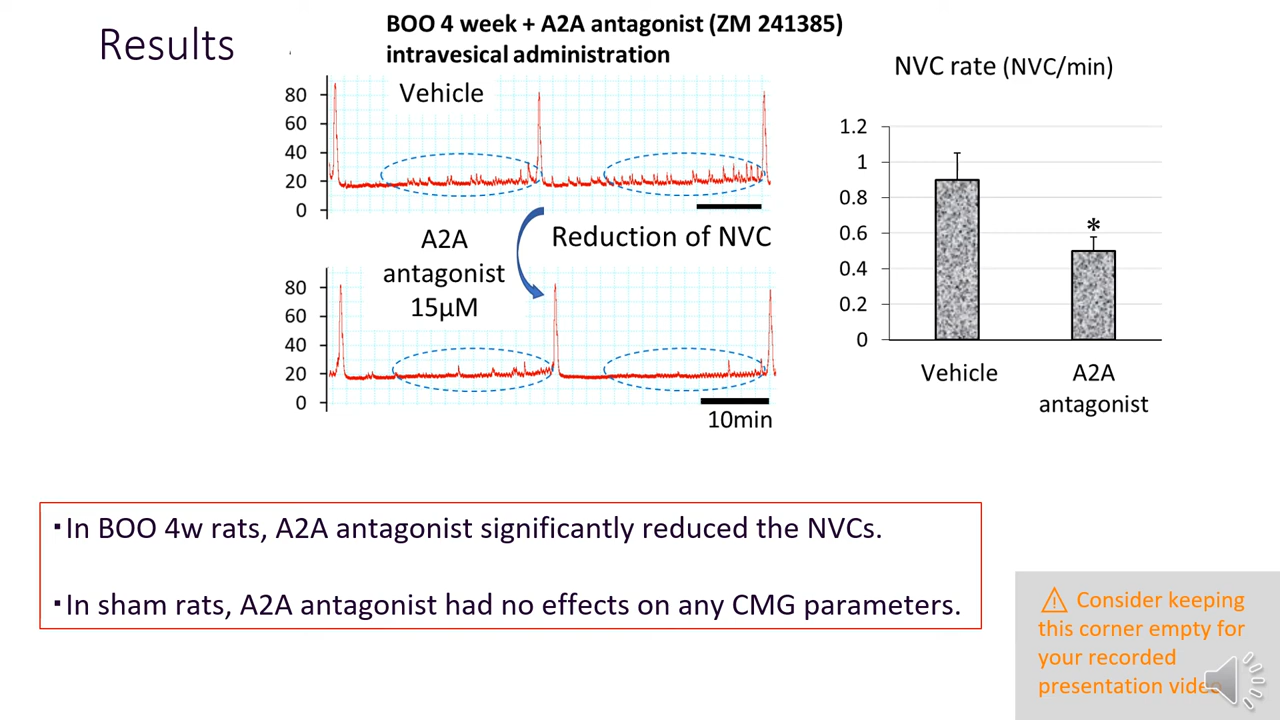 Results
BOO 4 week + A2A antagonist (ZM 241385)
intravesical administration
Vehicle
80
60
40
20
0
A2A
antagonist
15μM
Reduction of NVC
80
60
40
20
0
10min
NVC rate (NVC/min)
1.2
1
0.8
0.6
0.4
0.2
0
*
Vehicle
A2A
antagonist
・In BOO 4w rats, A2A antagonist significantly reduced the NVCs.
・In sham rats, A2A antagonist had no effects on any CMG parameters.
⚠ Consider keeping
this corner empty for
your recorded
presentation video